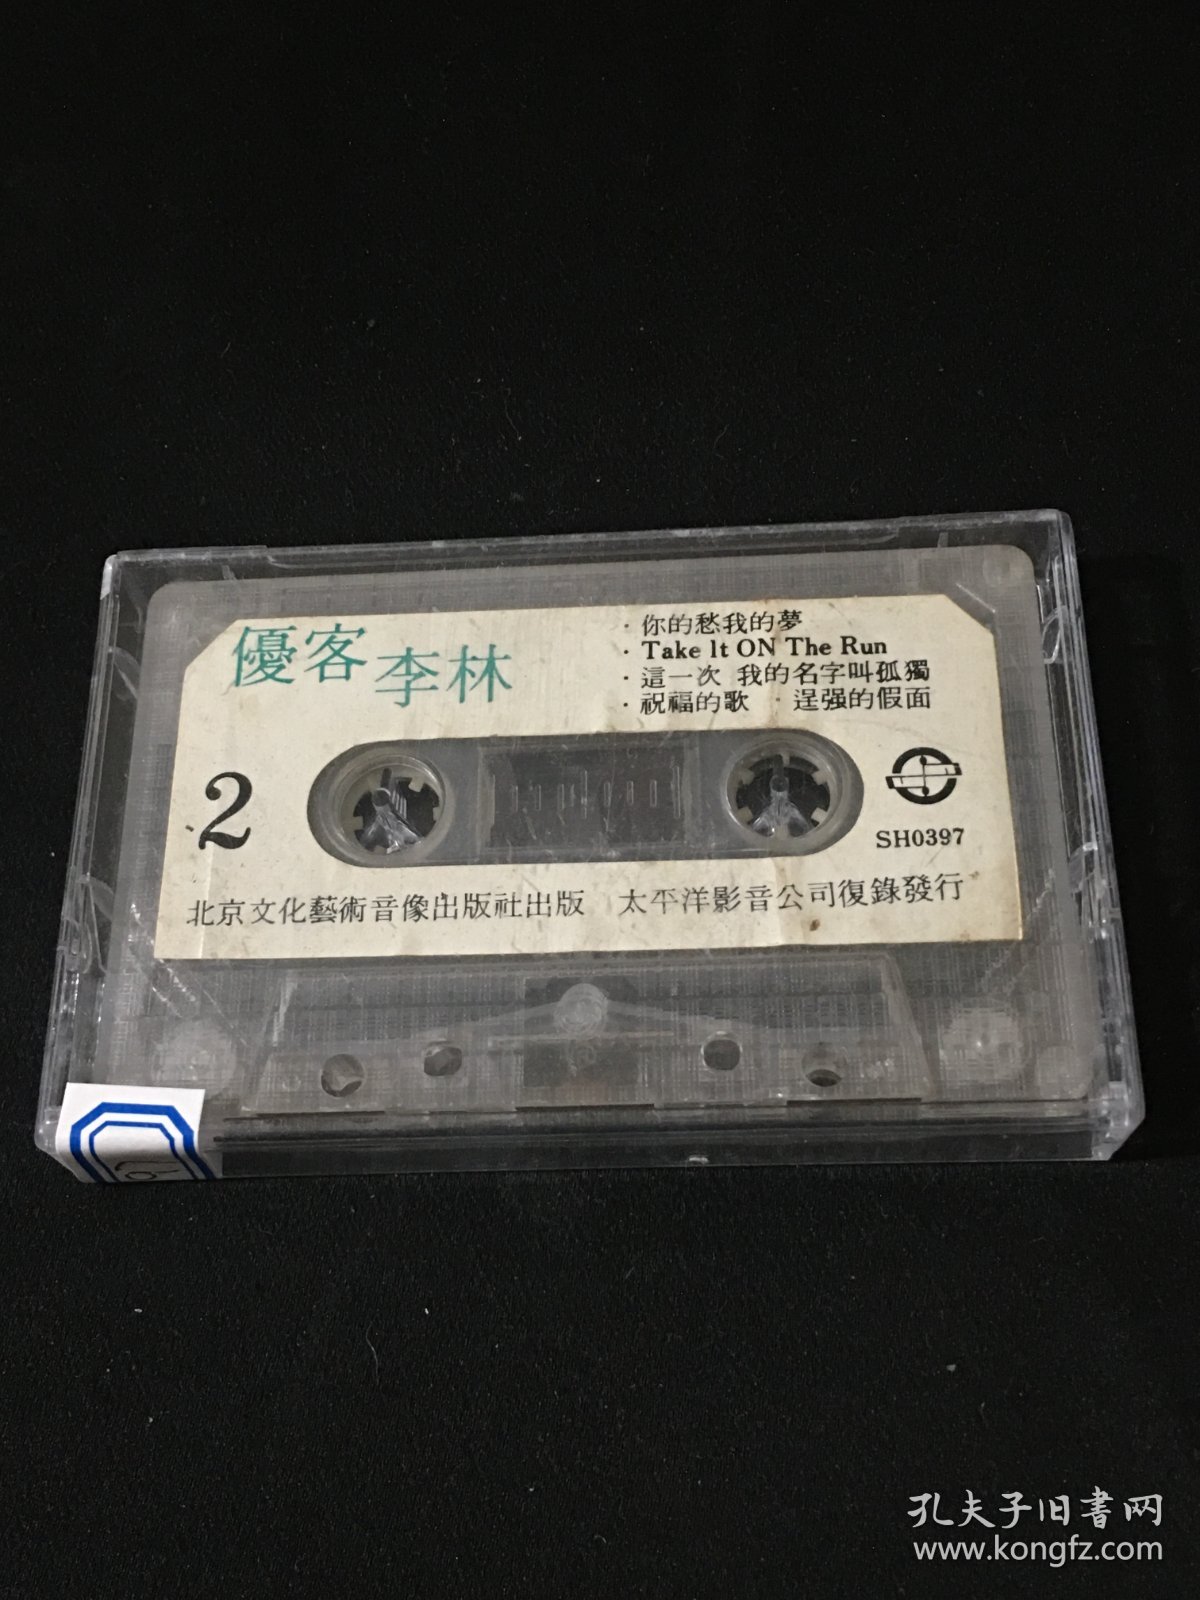 優客李林
· 你的愁我的夢
· Take It ON The Run
· 這一次 我的名字叫孤獨
· 祝福的歌 · 逞强的假面
2
SH0397
北京文化藝術音像出版社出版 太平洋影音公司復錄發行
孔夫子旧書网
www.kongfz.com